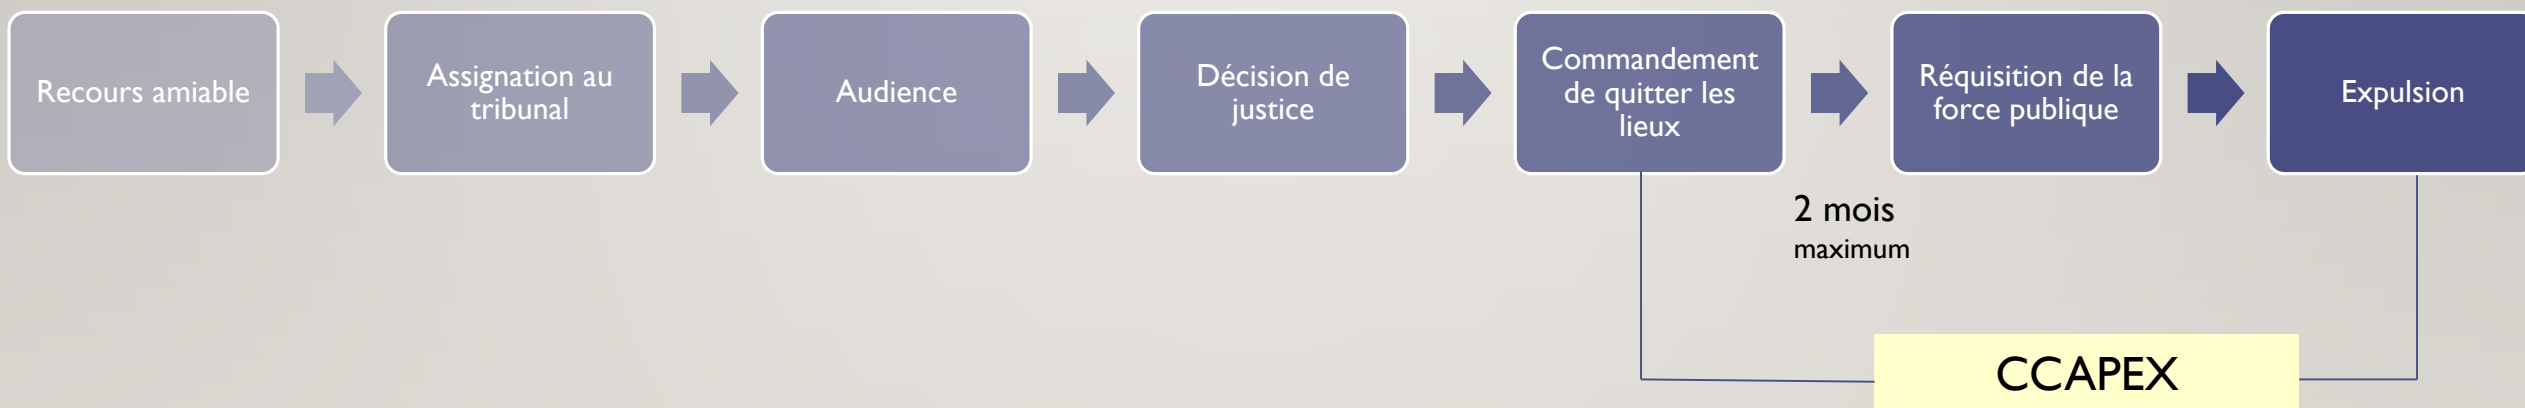 Recours amiable
Assignation au
tribunal
Audience
Décision de
justice
Commandement
de quitter les
lieux
Réquisition de la
force publique
Expulsion
2 mois
maximum
CCAPEX